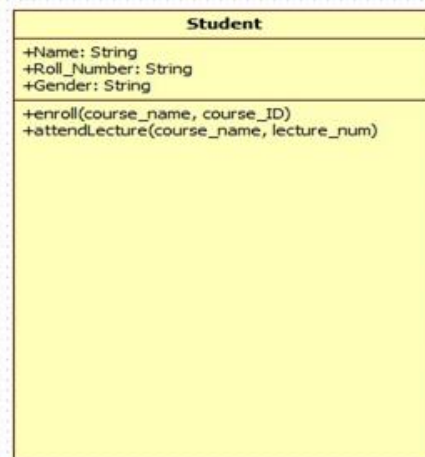 Student
+Name: String
+Roll_Number: String
+Gender: String
+enroll(course_name, course_ID)
+attendLecture(course_name, lecture_num)